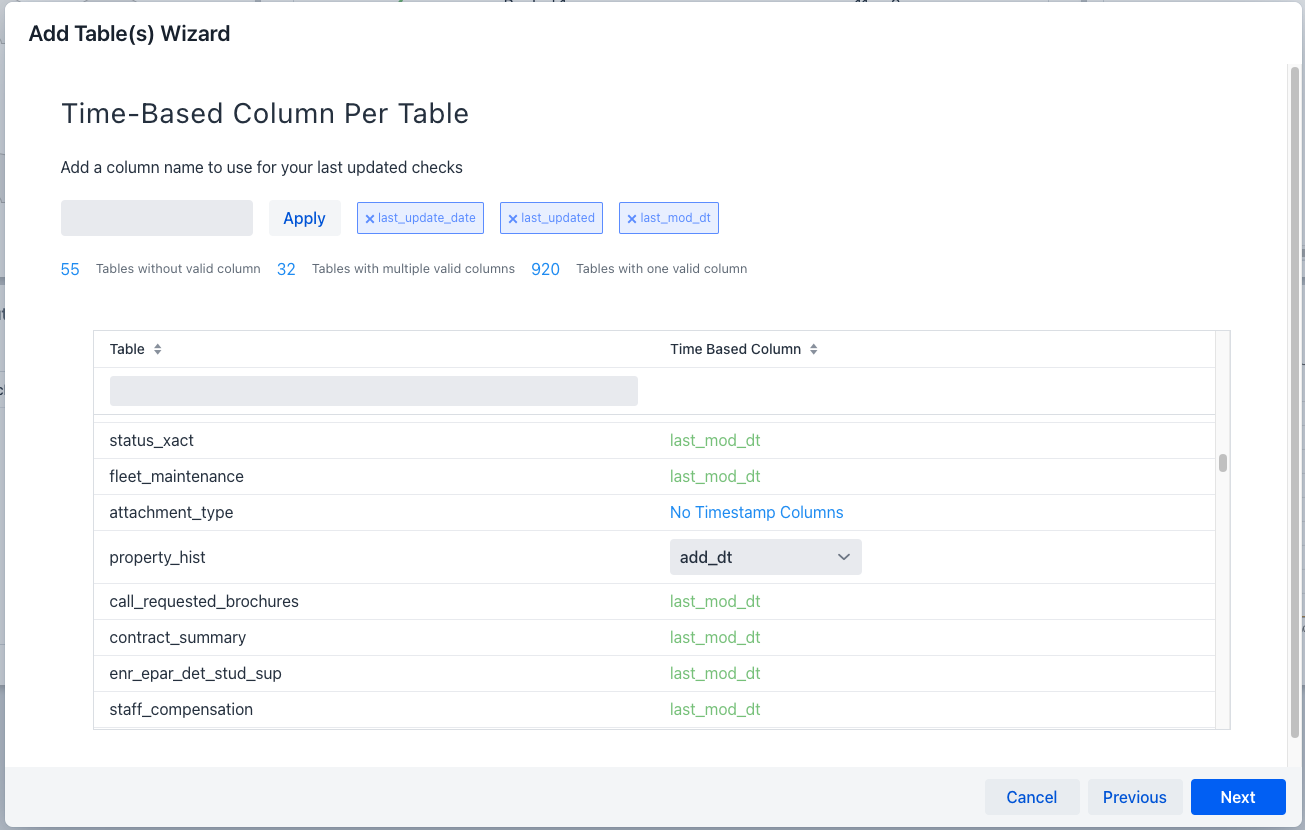 Add Table(s) Wizard
Time-Based Column Per Table
Add a column name to use for your last updated checks
Apply × last_update_date × last_updated × last_mod_dt
55 Tables without valid column 32 Tables with multiple valid columns 920 Tables with one valid column
Table Time Based Column
status_xact last_mod_dt
fleet_maintenance last_mod_dt
attachment_type No Timestamp Columns
property_hist add_dt
call_requested_brochures last_mod_dt
contract_summary last_mod_dt
enr_epar_det_stud_sup last_mod_dt
staff_compensation last_mod_dt
Cancel Previous Next